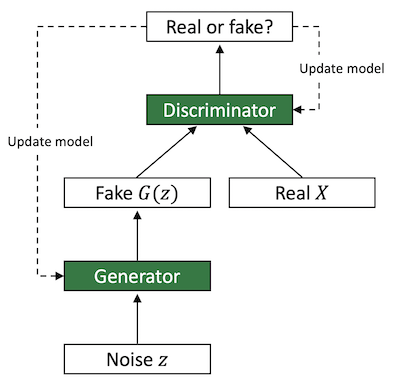 Real or fake?
Update model
Discriminator
Update model
Fake G(z)
Real X
Generator
Noise z